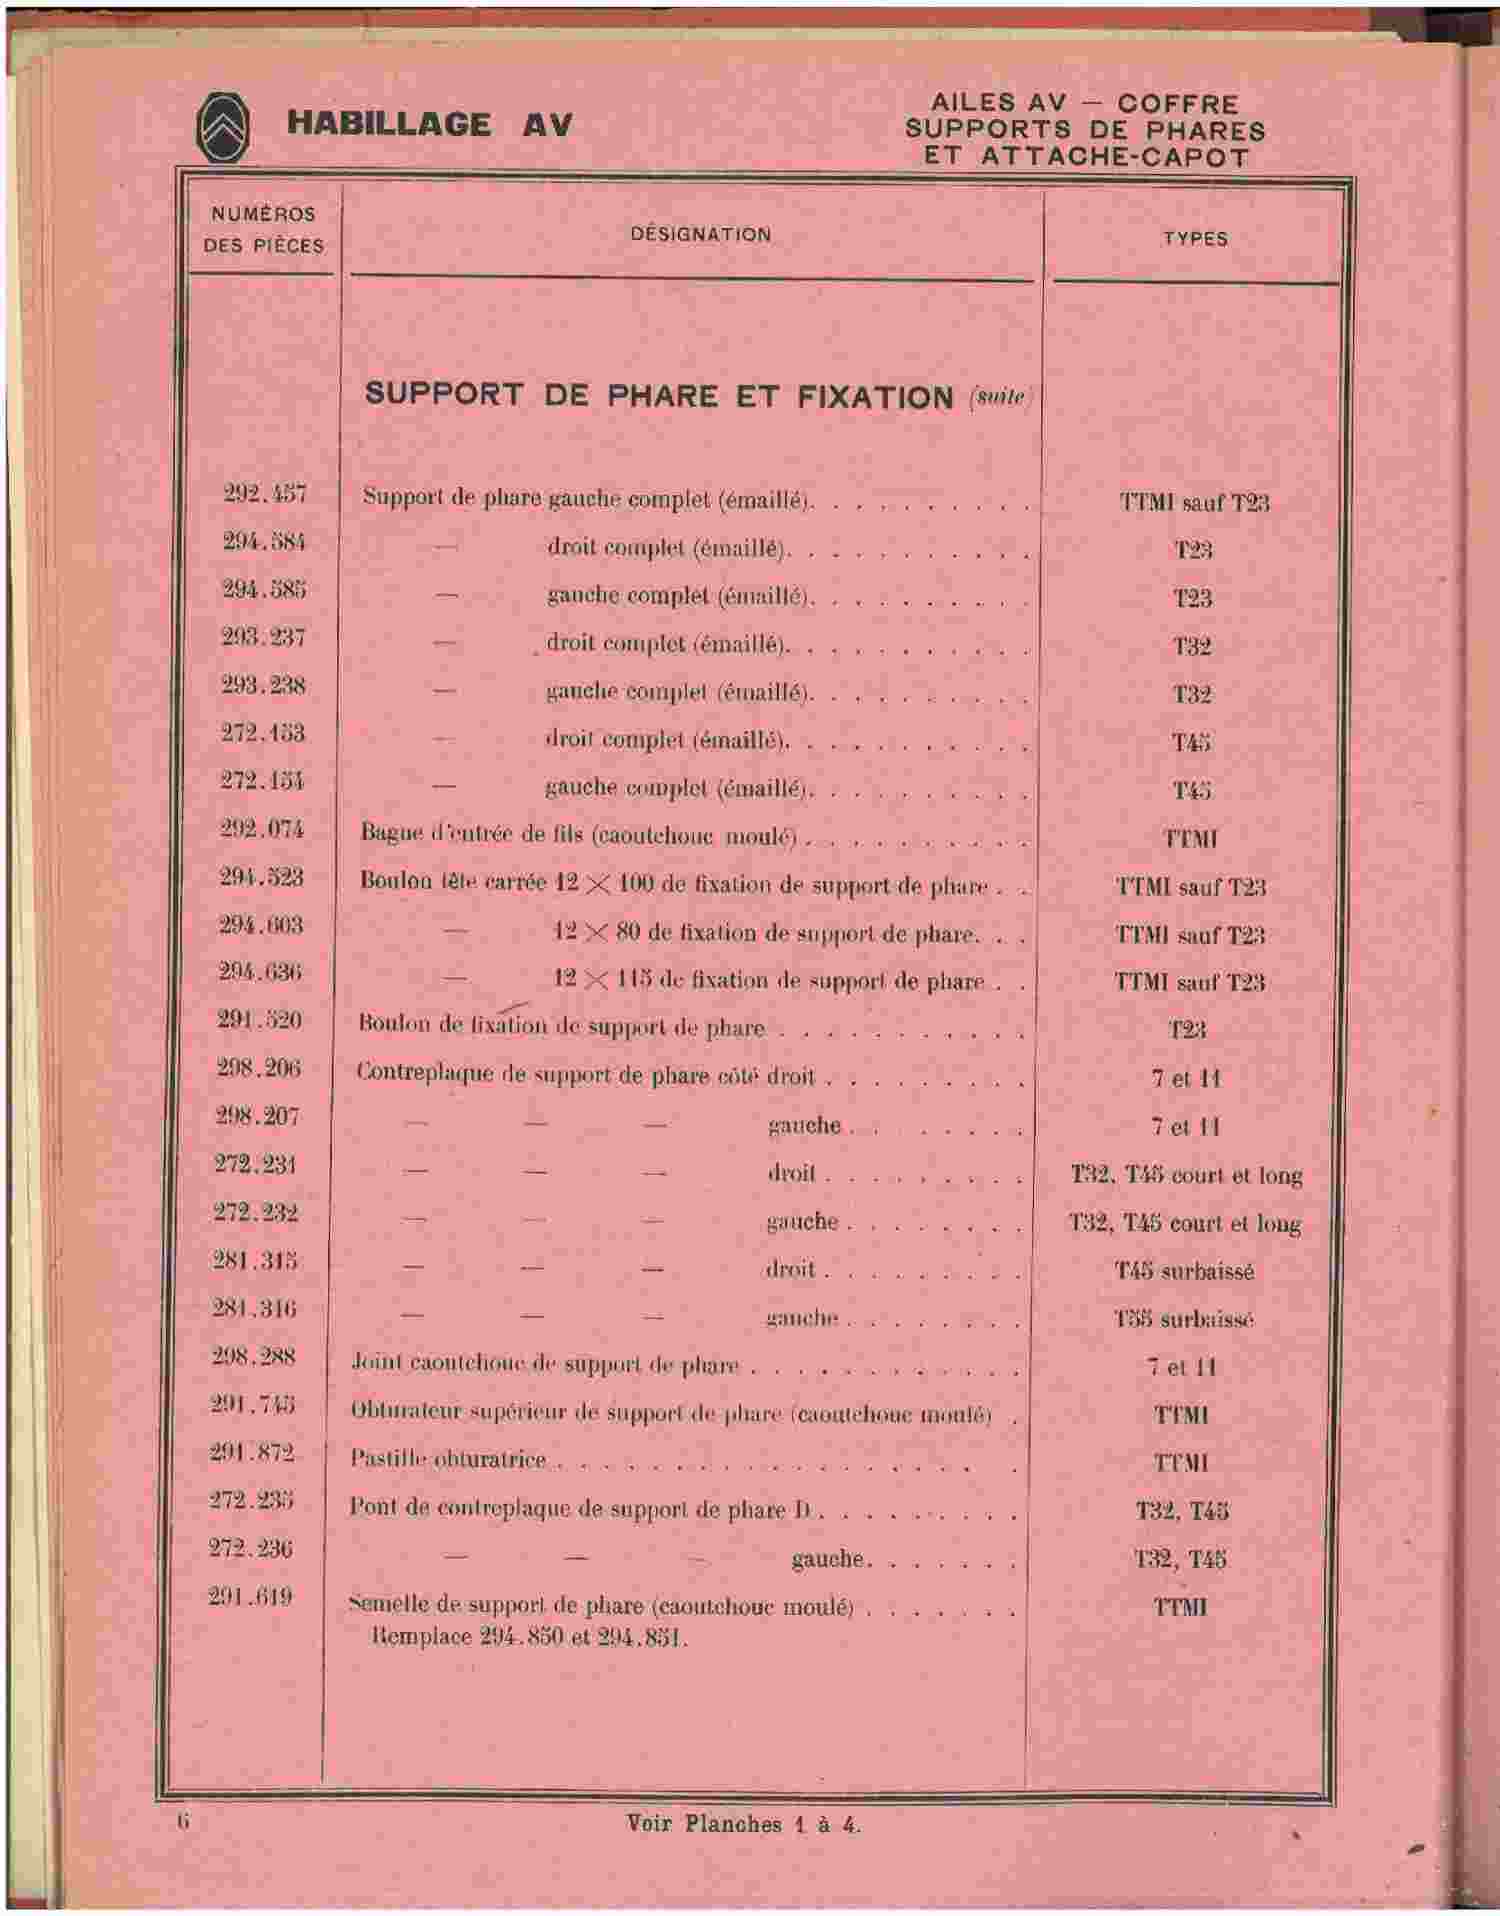 HABILLAGE AV
AILES AV — COFFRE
SUPPORTS DE PHARES
ET ATTACHE-CAPOT
NUMÉROS
DES PIÈCES
DÉSIGNATION
TYPES
SUPPORT DE PHARE ET FIXATION (suite)
292.457 Support de phare gauche complet (émaillé). . . . . . . . . . TTMI sauf T23
294.584 — droit complet (émaillé). . . . . . . . . . . T23
294.585 — gauche complet (émaillé). . . . . . . . . . T23
293.237 — droit complet (émaillé). . . . . . . . . . . T32
293.238 — gauche complet (émaillé). . . . . . . . . . T32
272.153 — droit complet (émaillé). . . . . . . . . . . T45
272.154 — gauche complet (émaillé). . . . . . . . . . T45
292.074 Bague d'entrée de fils (caoutchouc moulé) . . . . . . . . . . TTMI
294.523 Boulon tête carrée 12 × 100 de fixation de support de phare . . TTMI sauf T23
294.603 — 12 × 80 de fixation de support de phare. . . TTMI sauf T23
294.636 — 12 × 115 de fixation de support de phare . . TTMI sauf T23
291.520 Boulon de fixation de support de phare . . . . . . . . . . . T23
298.206 Contreplaque de support de phare côté droit . . . . . . . . . 7 et 11
298.207 — — — gauche . . . . . . . 7 et 11
272.231 — — — droit . . . . . . . . . T32, T45 court et long
272.232 — — — gauche . . . . . . . . T32, T45 court et long
281.315 — — — droit . . . . . . . . . T45 surbaissé
281.316 — — — gauche . . . . . . . . T55 surbaissé
298.288 Joint caoutchouc de support de phare . . . . . . . . . . . . 7 et 11
291.745 Obturateur supérieur de support de phare (caoutchouc moulé) . TTMI
291.872 Pastille obturatrice . . . . . . . . . . . . . . . . . . . TTMI
272.235 Pont de contreplaque de support de phare D . . . . . . . . . T32, T45
272.236 — — — gauche. . . . . . . T32, T45
291.619 Semelle de support de phare (caoutchouc moulé) . . . . . . . TTMI
Remplace 294.850 et 294.851.
6
Voir Planches 1 à 4.